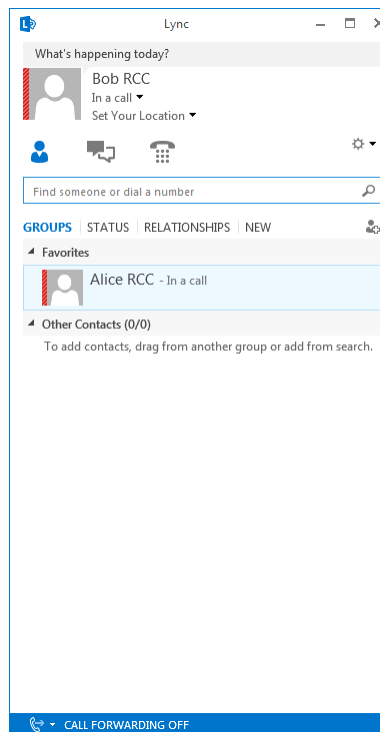 Lync
What's happening today?
Bob RCC
In a call
Set Your Location
Find someone or dial a number
GROUPS STATUS RELATIONSHIPS NEW
Favorites
Alice RCC - In a call
Other Contacts (0/0)
To add contacts, drag from another group or add from search.
CALL FORWARDING OFF